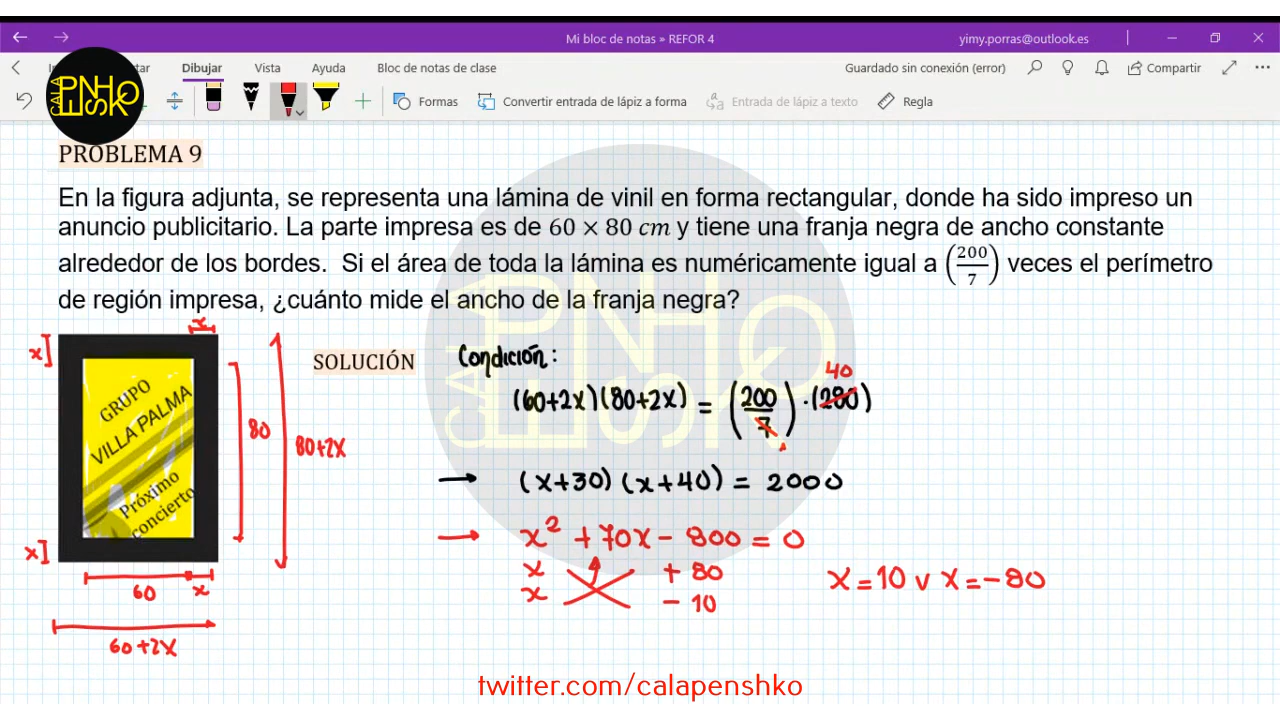 Mi bloc de notas » REFOR 4
yimy.porras@outlook.es
Dibujar
Vista
Ayuda
Bloc de notas de clase
Guardado sin conexión (error)
Compartir
Formas
Convertir entrada de lápiz a forma
Entrada de lápiz a texto
Regla
CALAPENSHKO
PROBLEMA 9
En la figura adjunta, se representa una lámina de vinil en forma rectangular, donde ha sido impreso un
anuncio publicitario. La parte impresa es de 60 × 80 cm y tiene una franja negra de ancho constante
alrededor de los bordes. Si el área de toda la lámina es numéricamente igual a (200/7) veces el perímetro
de región impresa, ¿cuánto mide el ancho de la franja negra?
x
x]
GRUPO
VILLA PALMA
Próximo
concierto
80
80+2x
x]
60
x
60+2x
SOLUCIÓN
Condición:
40
(60+2x)(80+2x) = (200/7)·(280)
→ (x+30)(x+40) = 2000
→ x² + 70x - 800 = 0
x + 80
x - 10
x = 10 v x = -80
twitter.com/calapenshko